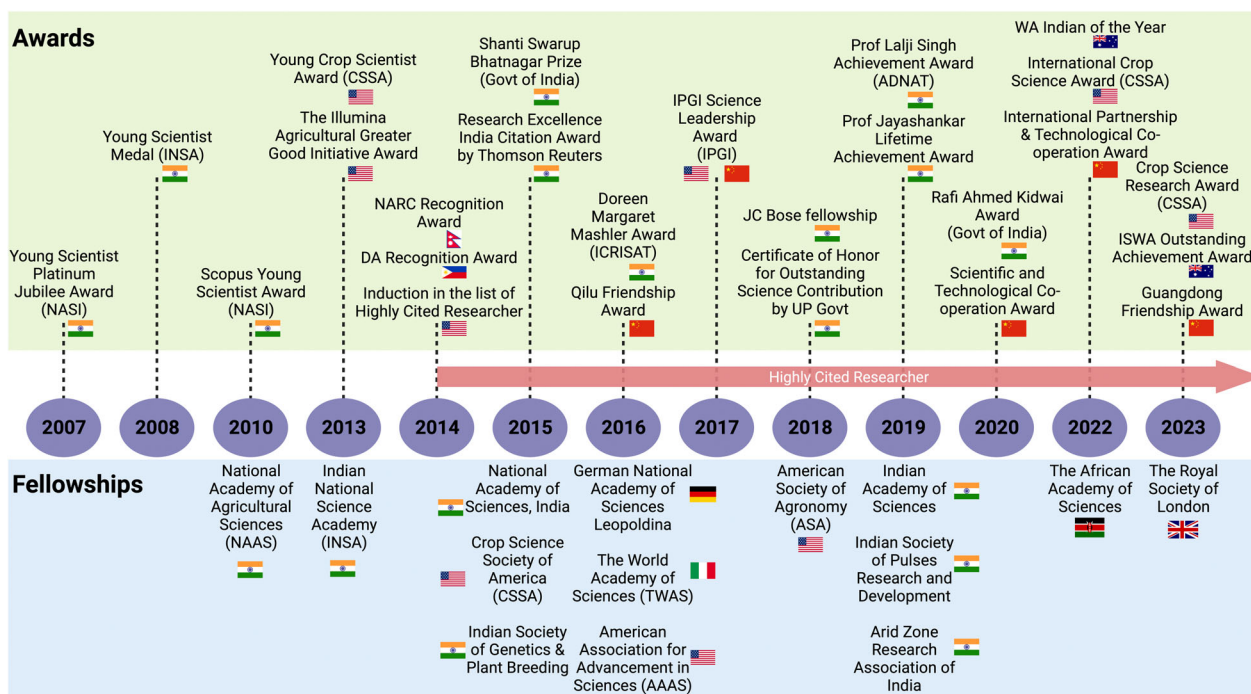 Awards
Young Scientist
Platinum
Jubilee Award
(NASI)
Young Scientist
Medal (INSA)
Scopus Young
Scientist Award
(NASI)
Young Crop Scientist
Award (CSSA)
The Illumina
Agricultural Greater
Good Initiative Award
NARC Recognition
Award
DA Recognition Award
Induction in the list of
Highly Cited Researcher
Shanti Swarup
Bhatnagar Prize
(Govt of India)
Research Excellence
India Citation Award
by Thomson Reuters
Doreen
Margaret
Mashler Award
(ICRISAT)
Qilu Friendship
Award
IPGI Science
Leadership
Award
(IPGI)
JC Bose fellowship
Certificate of Honor
for Outstanding
Science Contribution
by UP Govt
Prof Lalji Singh
Achievement Award
(ADNAT)
Prof Jayashankar
Lifetime
Achievement Award
Rafi Ahmed Kidwai
Award
(Govt of India)
Scientific and
Technological Co-
operation Award
WA Indian of the Year
International Crop
Science Award (CSSA)
International Partnership
& Technological Co-
operation Award
Crop Science
Research Award
(CSSA)
ISWA Outstanding
Achievement Award
Guangdong
Friendship Award
Highly Cited Researcher
2007 2008 2010 2013 2014 2015 2016 2017 2018 2019 2020 2022 2023
Fellowships
National
Academy of
Agricultural
Sciences
(NAAS)
Indian
National
Science
Academy
(INSA)
National
Academy of
Sciences, India
Crop Science
Society of
America
(CSSA)
Indian Society
of Genetics &
Plant Breeding
German National
Academy of
Sciences
Leopoldina
The World
Academy of
Sciences (TWAS)
American
Association for
Advancement in
Sciences (AAAS)
American
Society of
Agronomy
(ASA)
Indian
Academy of
Sciences
Indian Society
of Pulses
Research and
Development
Arid Zone
Research
Association of
India
The African
Academy of
Sciences
The Royal
Society of
London